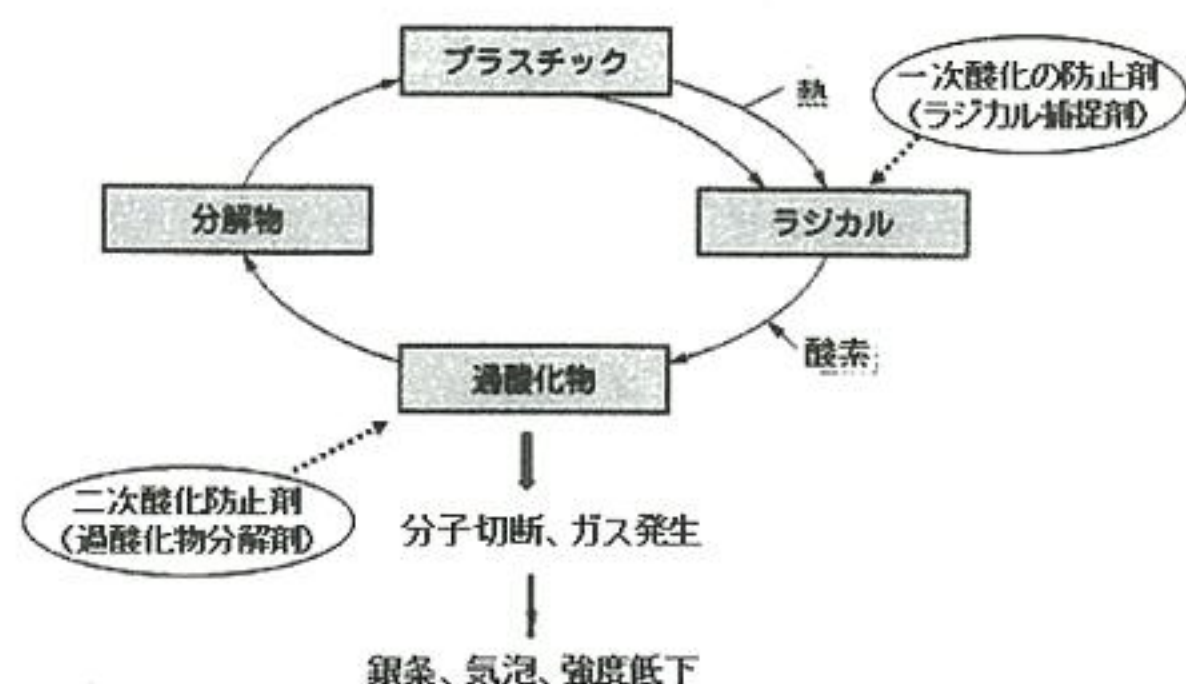 プラスチック
熱
一次酸化の防止剤
(ラジカル捕捉剤)
分解物
ラジカル
酸素
過酸化物
二次酸化防止剤
(過酸化物分解剤)
分子切断、ガス発生
銀条、気泡、強度低下